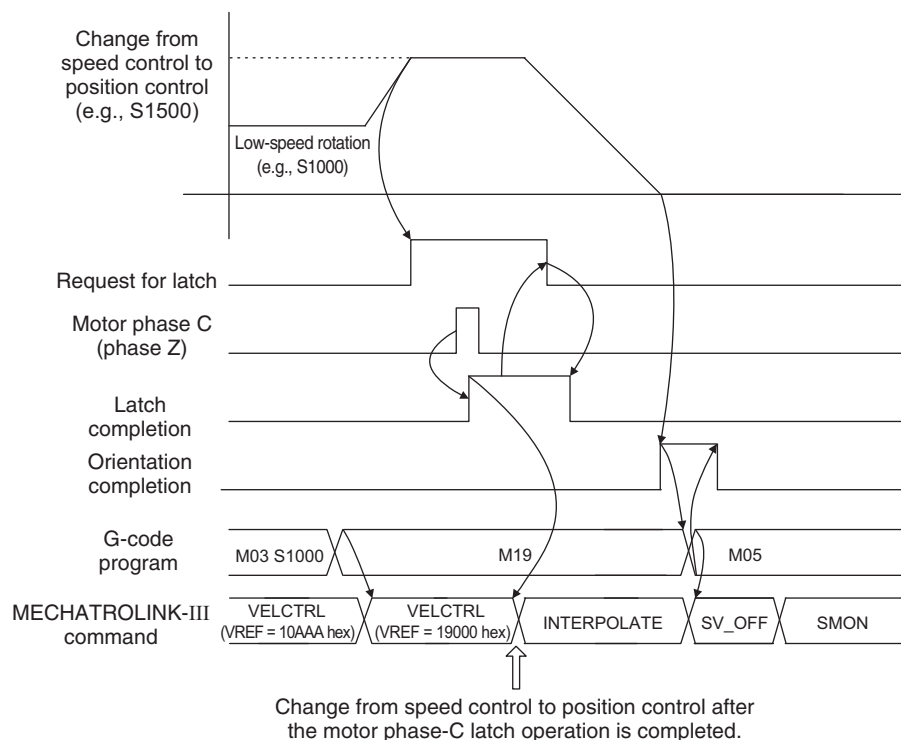 Change from
speed control to
position control
(e.g., S1500)
Low-speed rotation
(e.g., S1000)
Request for latch
Motor phase C
(phase Z)
Latch
completion
Orientation
completion
G-code
program
M03 S1000
M19
M05
MECHATROLINK-III
command
VELCTRL
(VREF = 10AAA hex)
VELCTRL
(VREF = 19000 hex)
INTERPOLATE
SV_OFF
SMON
Change from speed control to position control after
the motor phase-C latch operation is completed.